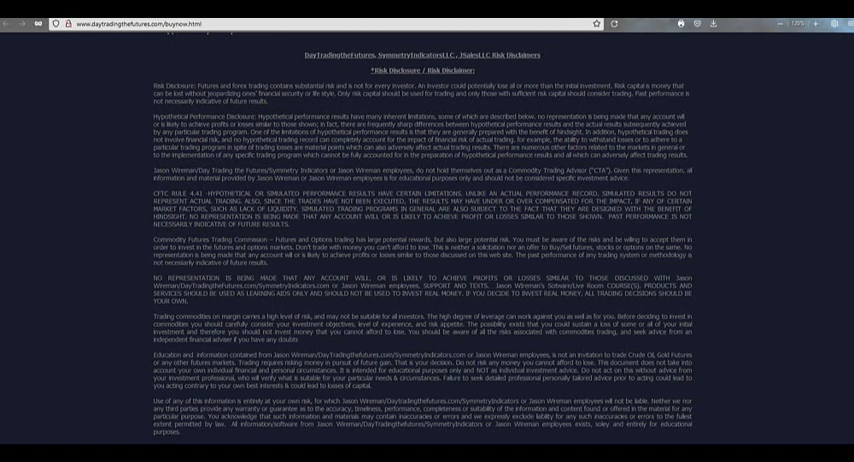 www.daytradingthefutures.com/buynow.html
120%
DayTradingtheFutures, SymmetryIndicatorsLLC , JSalesLLC Risk Disclaimers
*Risk Disclosure / Risk Disclaimer:
Risk Disclosure: Futures and forex trading contains substantial risk and is not for every investor. An investor could potentially lose all or more than the initial investment. Risk capital is money that
can be lost without jeopardizing ones' financial security or life style. Only risk capital should be used for trading and only those with sufficient risk capital should consider trading. Past performance is
not necessarily indicative of future results.
Hypothetical Performance Disclosure: Hypothetical performance results have many inherent limitations, some of which are described below. no representation is being made that any account will
or is likely to achieve profits or losses similar to those shown; in fact, there are frequently sharp differences between hypothetical performance results and the actual results subsequently achieved
by any particular trading program. One of the limitations of hypothetical performance results is that they are generally prepared with the benefit of hindsight. In addition, hypothetical trading does
not involve financial risk, and no hypothetical trading record can completely account for the impact of financial risk of actual trading. for example, the ability to withstand losses or to adhere to a
particular trading program in spite of trading losses are material points which can also adversely affect actual trading results. There are numerous other factors related to the markets in general or
to the implementation of any specific trading program which cannot be fully accounted for in the preparation of hypothetical performance results and all which can adversely affect trading results.
Jason Wireman/Day Trading the Futures/Symmetry Indicators or Jason Wireman employees, do not hold themselves out as a Commodity Trading Advisor ("CTA"). Given this representation, all
information and material provided by Jason Wireman or Jason Wireman employees is for educational purposes only and should not be considered specific investment advice.
CFTC RULE 4.41 -HYPOTHETICAL OR SIMULATED PERFORMANCE RESULTS HAVE CERTAIN LIMITATIONS. UNLIKE AN ACTUAL PERFORMANCE RECORD, SIMULATED RESULTS DO NOT
REPRESENT ACTUAL TRADING. ALSO, SINCE THE TRADES HAVE NOT BEEN EXECUTED, THE RESULTS MAY HAVE UNDER OR OVER COMPENSATED FOR THE IMPACT, IF ANY, OF CERTAIN
MARKET FACTORS, SUCH AS LACK OF LIQUIDITY. SIMULATED TRADING PROGRAMS IN GENERAL ARE ALSO SUBJECT TO THE FACT THAT THEY ARE DESIGNED WITH THE BENEFIT OF
HINDSIGHT. NO REPRESENTATION IS BEING MADE THAT ANY ACCOUNT WILL OR IS LIKELY TO ACHIEVE PROFIT OR LOSSES SIMILAR TO THOSE SHOWN. PAST PERFORMANCE IS NOT
NECESSARILY INDICATIVE OF FUTURE RESULTS.
Commodity Futures Trading Commission – Futures and Options trading has large potential rewards, but also large potential risk. You must be aware of the risks and be willing to accept them in
order to invest in the futures and options markets. Don't trade with money you can't afford to lose. This is neither a solicitation nor an offer to Buy/Sell futures, stocks or options on the same. No
representation is being made that any account will or is likely to achieve profits or losses similar to those discussed on this web site. The past performance of any trading system or methodology is
not necessarily indicative of future results.
NO REPRESENTATION IS BEING MADE THAT ANY ACCOUNT WILL, OR IS LIKELY TO ACHIEVE PROFITS OR LOSSES SIMILAR TO THOSE DISCUSSED WITH Jason
Wireman/DayTradingthefutures.com/SymmetryIndicators.com or Jason Wireman employees, SUPPORT AND TEXTS. Jason Wireman's Sotware/Live Room COURSE(S). PRODUCTS AND
SERVICES SHOULD BE USED AS LEARNING AIDS ONLY AND SHOULD NOT BE USED TO INVEST REAL MONEY. IF YOU DECIDE TO INVEST REAL MONEY, ALL TRADING DECISIONS SHOULD BE
YOUR OWN.
Trading commodities on margin carries a high level of risk, and may not be suitable for all investors. The high degree of leverage can work against you as well as for you. Before deciding to invest in
commodities you should carefully consider your investment objectives, level of experience, and risk appetite. The possibility exists that you could sustain a loss of some or all of your initial
investment and therefore you should not invest money that you cannot afford to lose. You should be aware of all the risks associated with commodities trading, and seek advice from an
independent financial adviser if you have any doubts
Education and information contained from Jason Wireman/DayTradingthefutures.com/SymmetryIndicators.com or Jason Wireman employees, is not an invitation to trade Crude Oil, Gold Futures
or any other futures markets. Trading requires risking money in pursuit of future gain. That is your decision. Do not risk any money you cannot afford to lose. This document does not take into
account your own individual financial and personal circumstances. It is intended for educational purposes only and NOT as individual investment advice. Do not act on this without advice from
your investment professional, who will verify what is suitable for your particular needs & circumstances. Failure to seek detailed professional personally tailored advice prior to acting could lead to
you acting contrary to your own best interests & could lead to losses of capital.
Use of any of this information is entirely at your own risk, for which Jason Wireman/Daytradingthefutures.com/SymmetryIndicators or Jason Wireman employees will not be liable. Neither we nor
any third parties provide any warranty or guarantee as to the accuracy, timeliness, performance, completeness or suitability of the information and content found or offered in the material for any
particular purpose. You acknowledge that such information and materials may contain inaccuracies or errors and we expressly exclude liability for any such inaccuracies or errors to the fullest
extent permitted by law. All information/software from Jason Wireman/DayTradingthefutures.com/SymmetryIndicators or Jason Wireman employees exists, soley and entirely for educational
purposes.